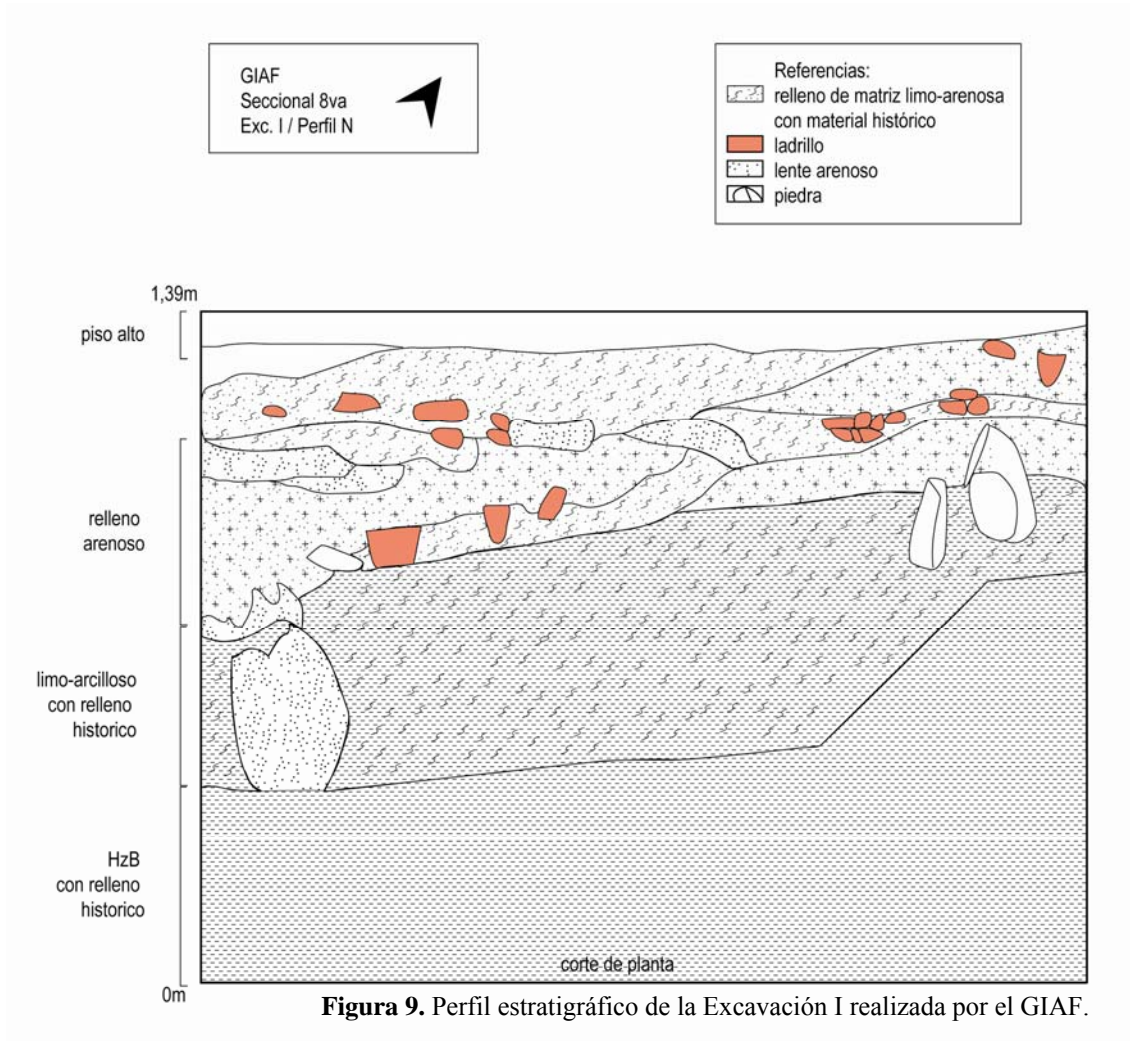 GIAF
Seccional 8va
Exc. I / Perfil N
Referencias:
relleno de matriz limo-arenosa
con material histórico
ladrillo
lente arenoso
piedra
1,39m
piso alto
relleno
arenoso
limo-arcilloso
con relleno
historico
HzB
con relleno
historico
corte de planta
0m
Figura 9. Perfil estratigráfico de la Excavación I realizada por el GIAF.